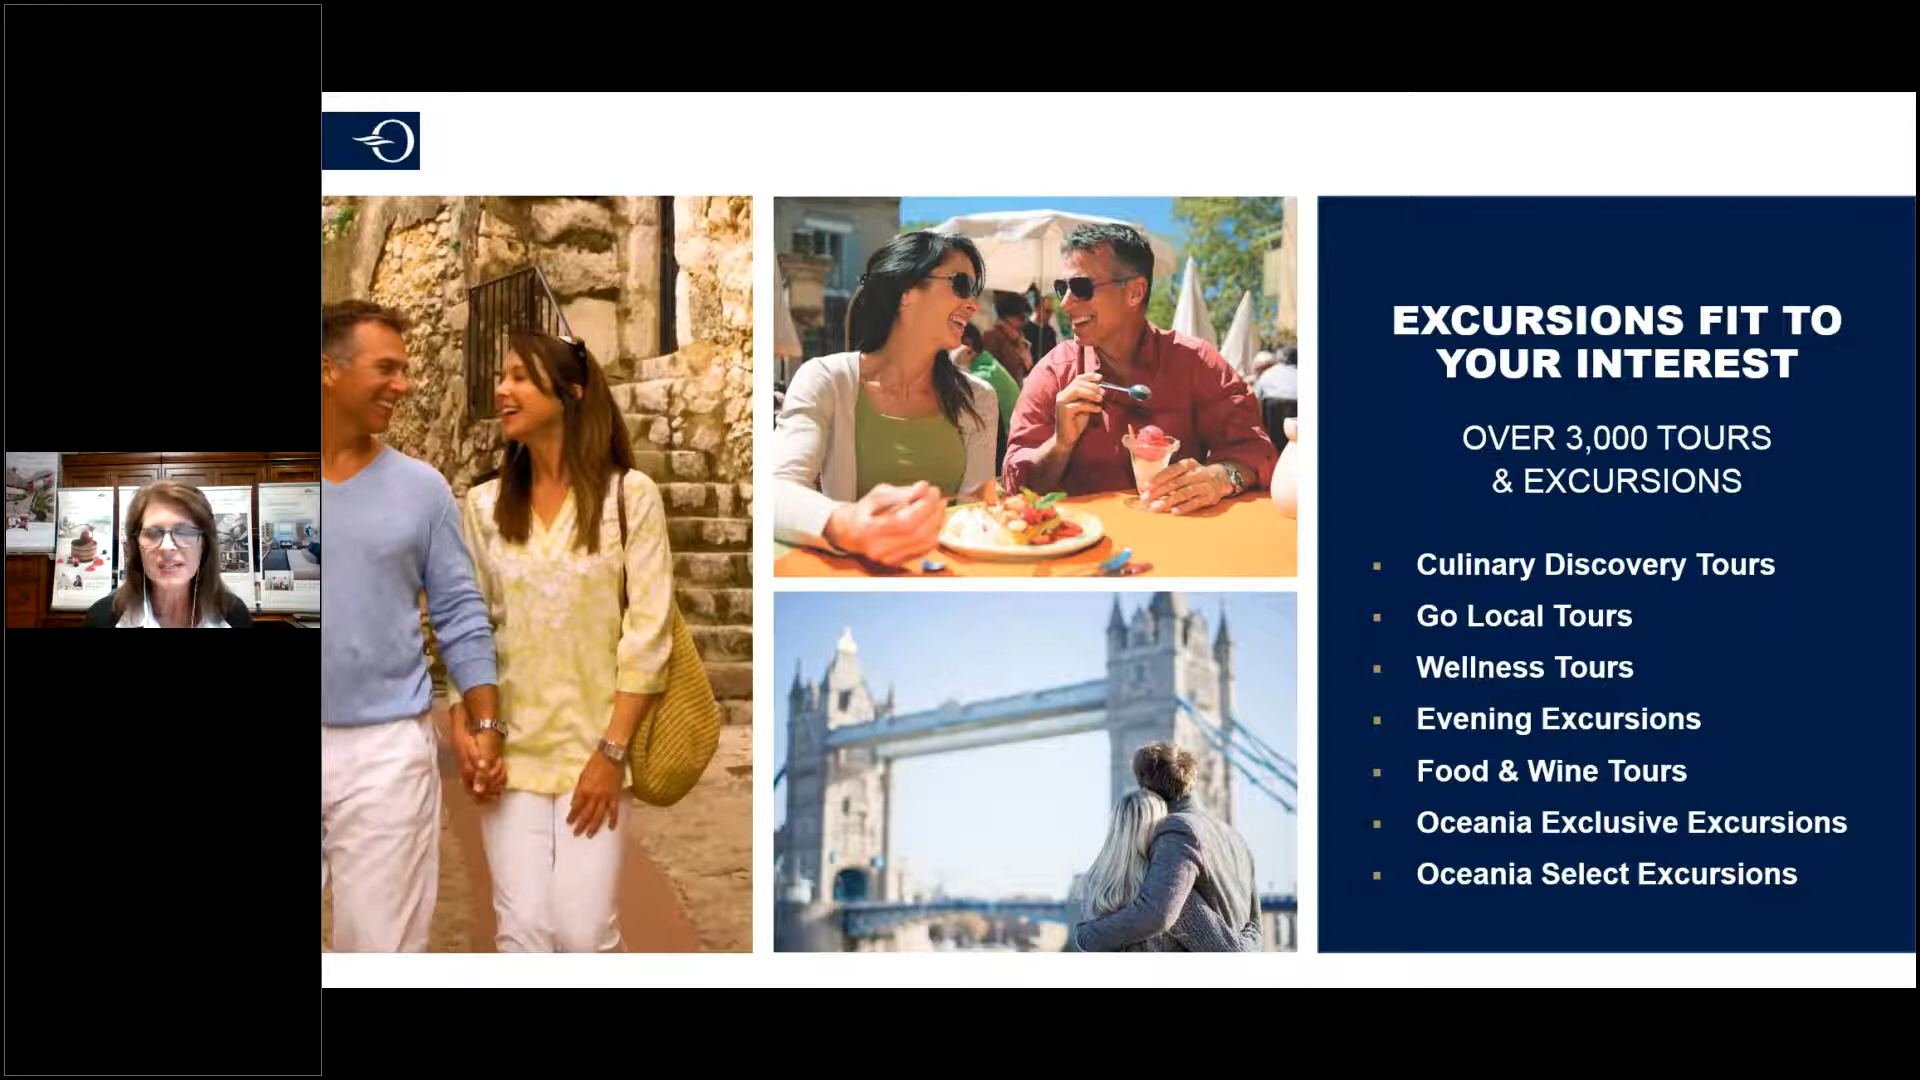 EXCURSIONS FIT TO
YOUR INTEREST
OVER 3,000 TOURS
& EXCURSIONS
▪ Culinary Discovery Tours
▪ Go Local Tours
▪ Wellness Tours
▪ Evening Excursions
▪ Food & Wine Tours
▪ Oceania Exclusive Excursions
▪ Oceania Select Excursions